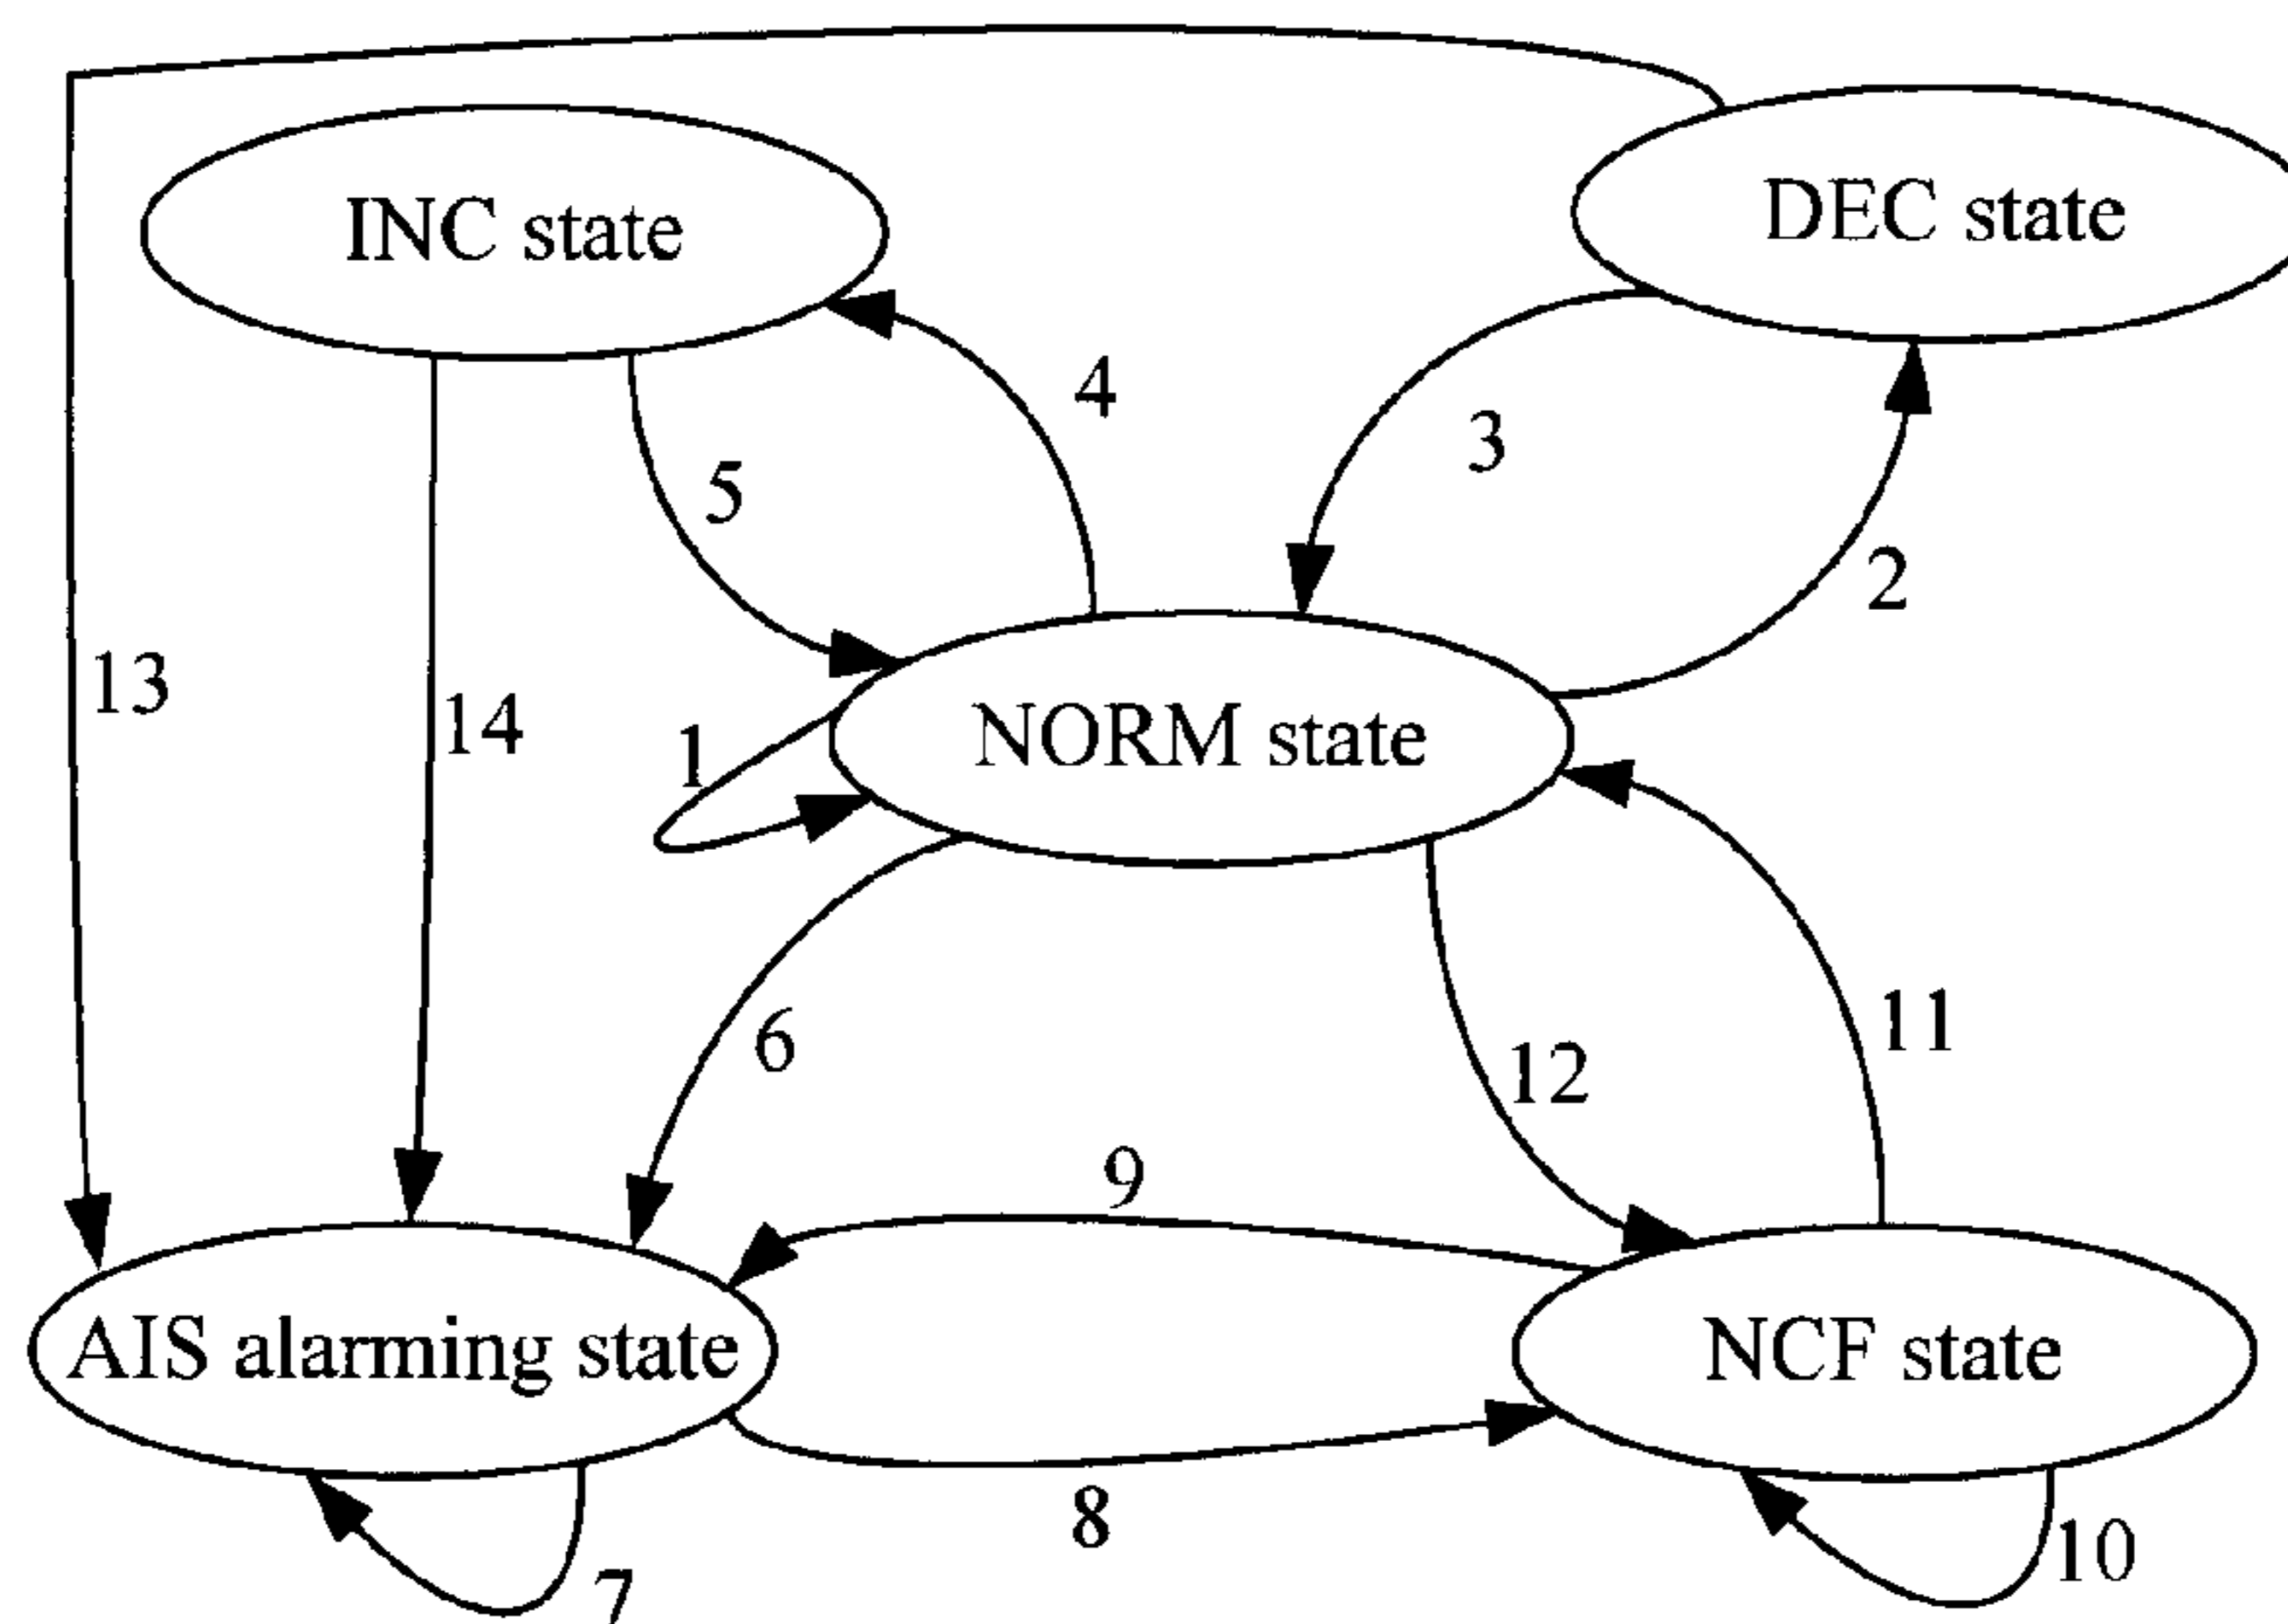 INC state
DEC state
4
3
5
2
13
14
1
NORM state
6
12
11
9
AIS alarming state
NCF state
8
10
7